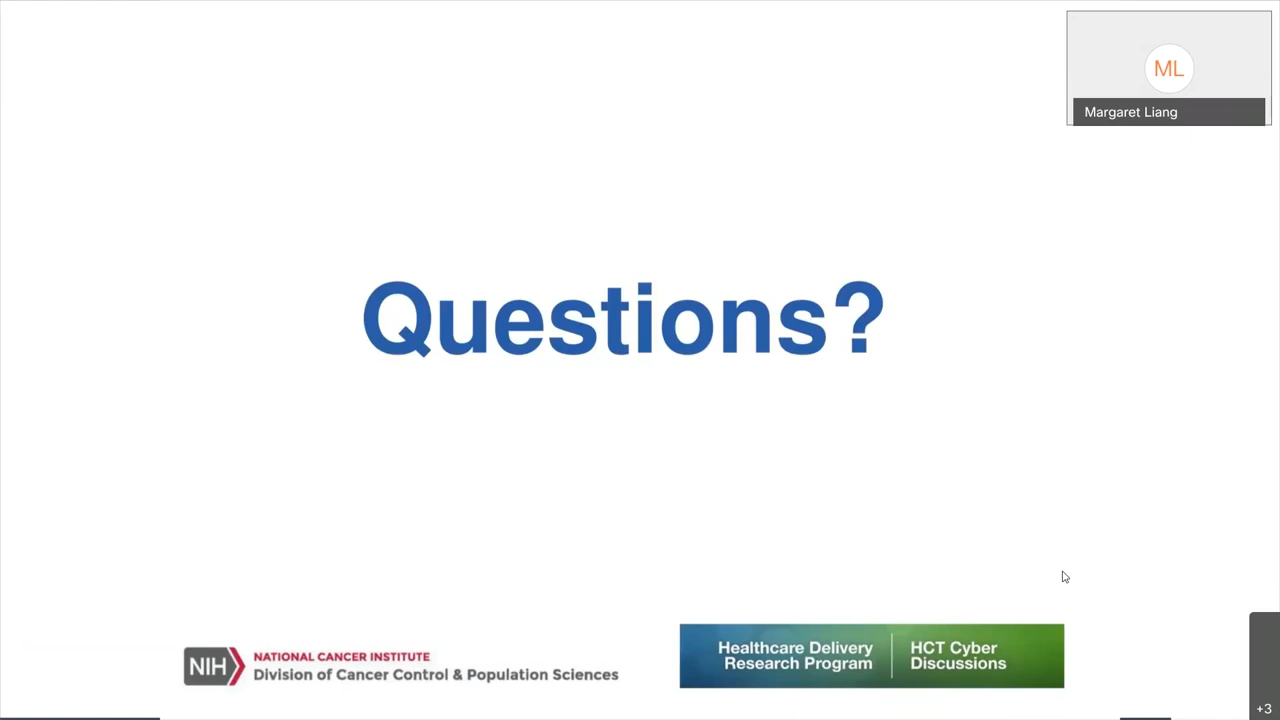 ML
Margaret Liang
Questions?
NIH
NATIONAL CANCER INSTITUTE
Division of Cancer Control & Population Sciences
Healthcare Delivery
Research Program
HCT Cyber
Discussions
+3